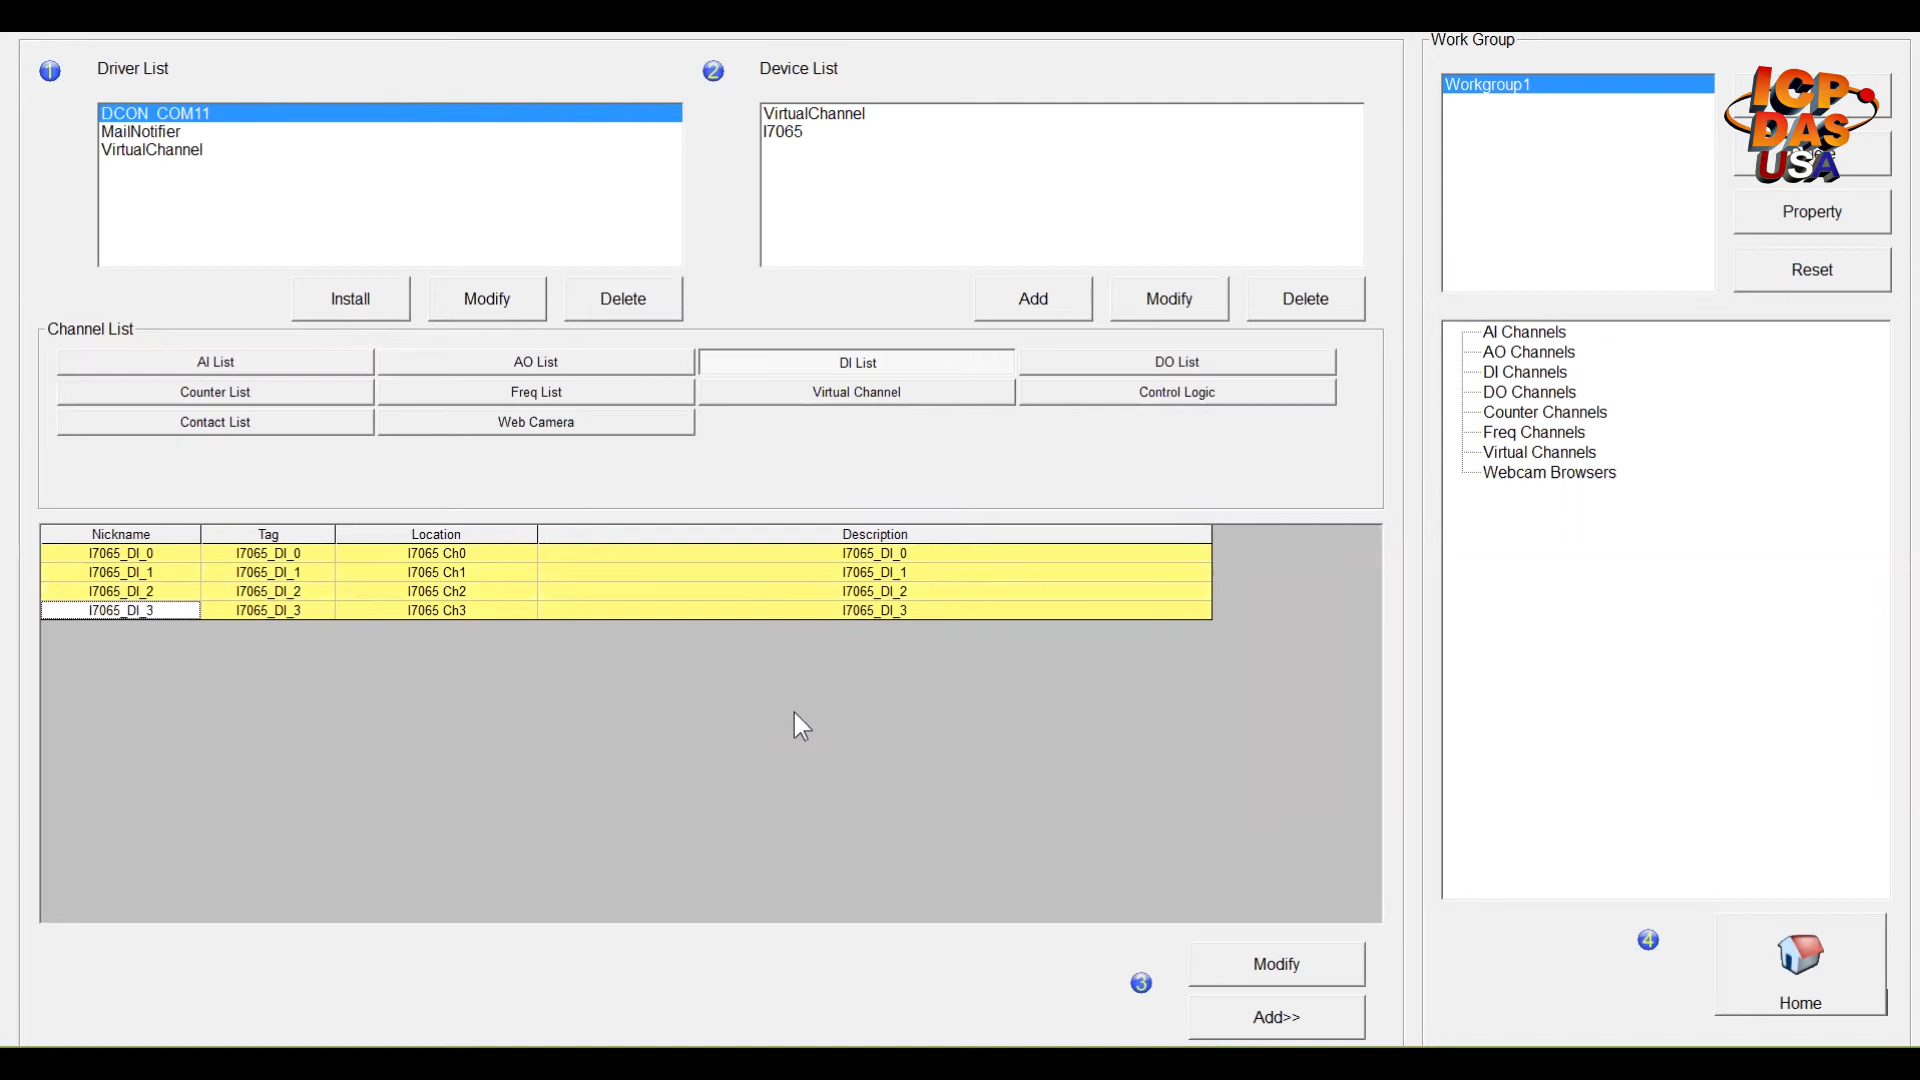 Work Group
1
Driver List
2
Device List
DCON_COM11
MailNotifier
VirtualChannel
VirtualChannel
I7065
Workgroup1
ICP
DAS
USA
Property
Reset
Install
Modify
Delete
Add
Modify
Delete
Channel List
AI List
AO List
DI List
DO List
Counter List
Freq List
Virtual Channel
Control Logic
Contact List
Web Camera
AI Channels
AO Channels
DI Channels
DO Channels
Counter Channels
Freq Channels
Virtual Channels
Webcam Browsers
Nickname Tag Location Description
I7065_DI_0 I7065_DI_0 I7065 Ch0 I7065_DI_0
I7065_DI_1 I7065_DI_1 I7065 Ch1 I7065_DI_1
I7065_DI_2 I7065_DI_2 I7065 Ch2 I7065_DI_2
I7065_DI_3 I7065_DI_3 I7065 Ch3 I7065_DI_3
3
Modify
Add>>
4
Home